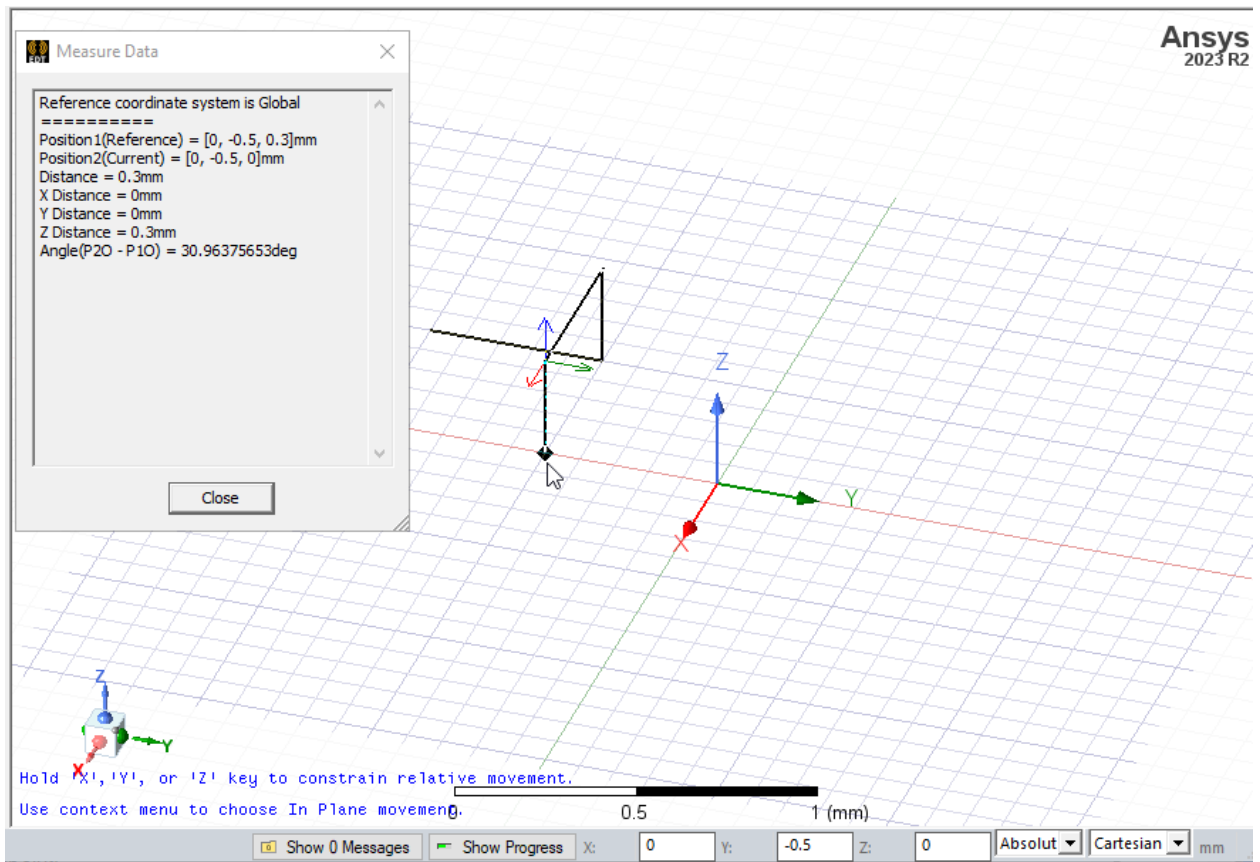 Ansys
2023 R2
EDT
Measure Data
Reference coordinate system is Global
==========
Position1(Reference) = [0, -0.5, 0.3]mm
Position2(Current) = [0, -0.5, 0]mm
Distance = 0.3mm
X Distance = 0mm
Y Distance = 0mm
Z Distance = 0.3mm
Angle(P2O - P1O) = 30.96375653deg
Close
Z
Y
X
Z
Y
X
Hold 'X','Y', or 'Z' key to constrain relative movement.
Use context menu to choose In Plane movement.
0 0.5 1 (mm)
Show 0 Messages Show Progress X: 0 Y: -0.5 Z: 0 Absolut Cartesian mm